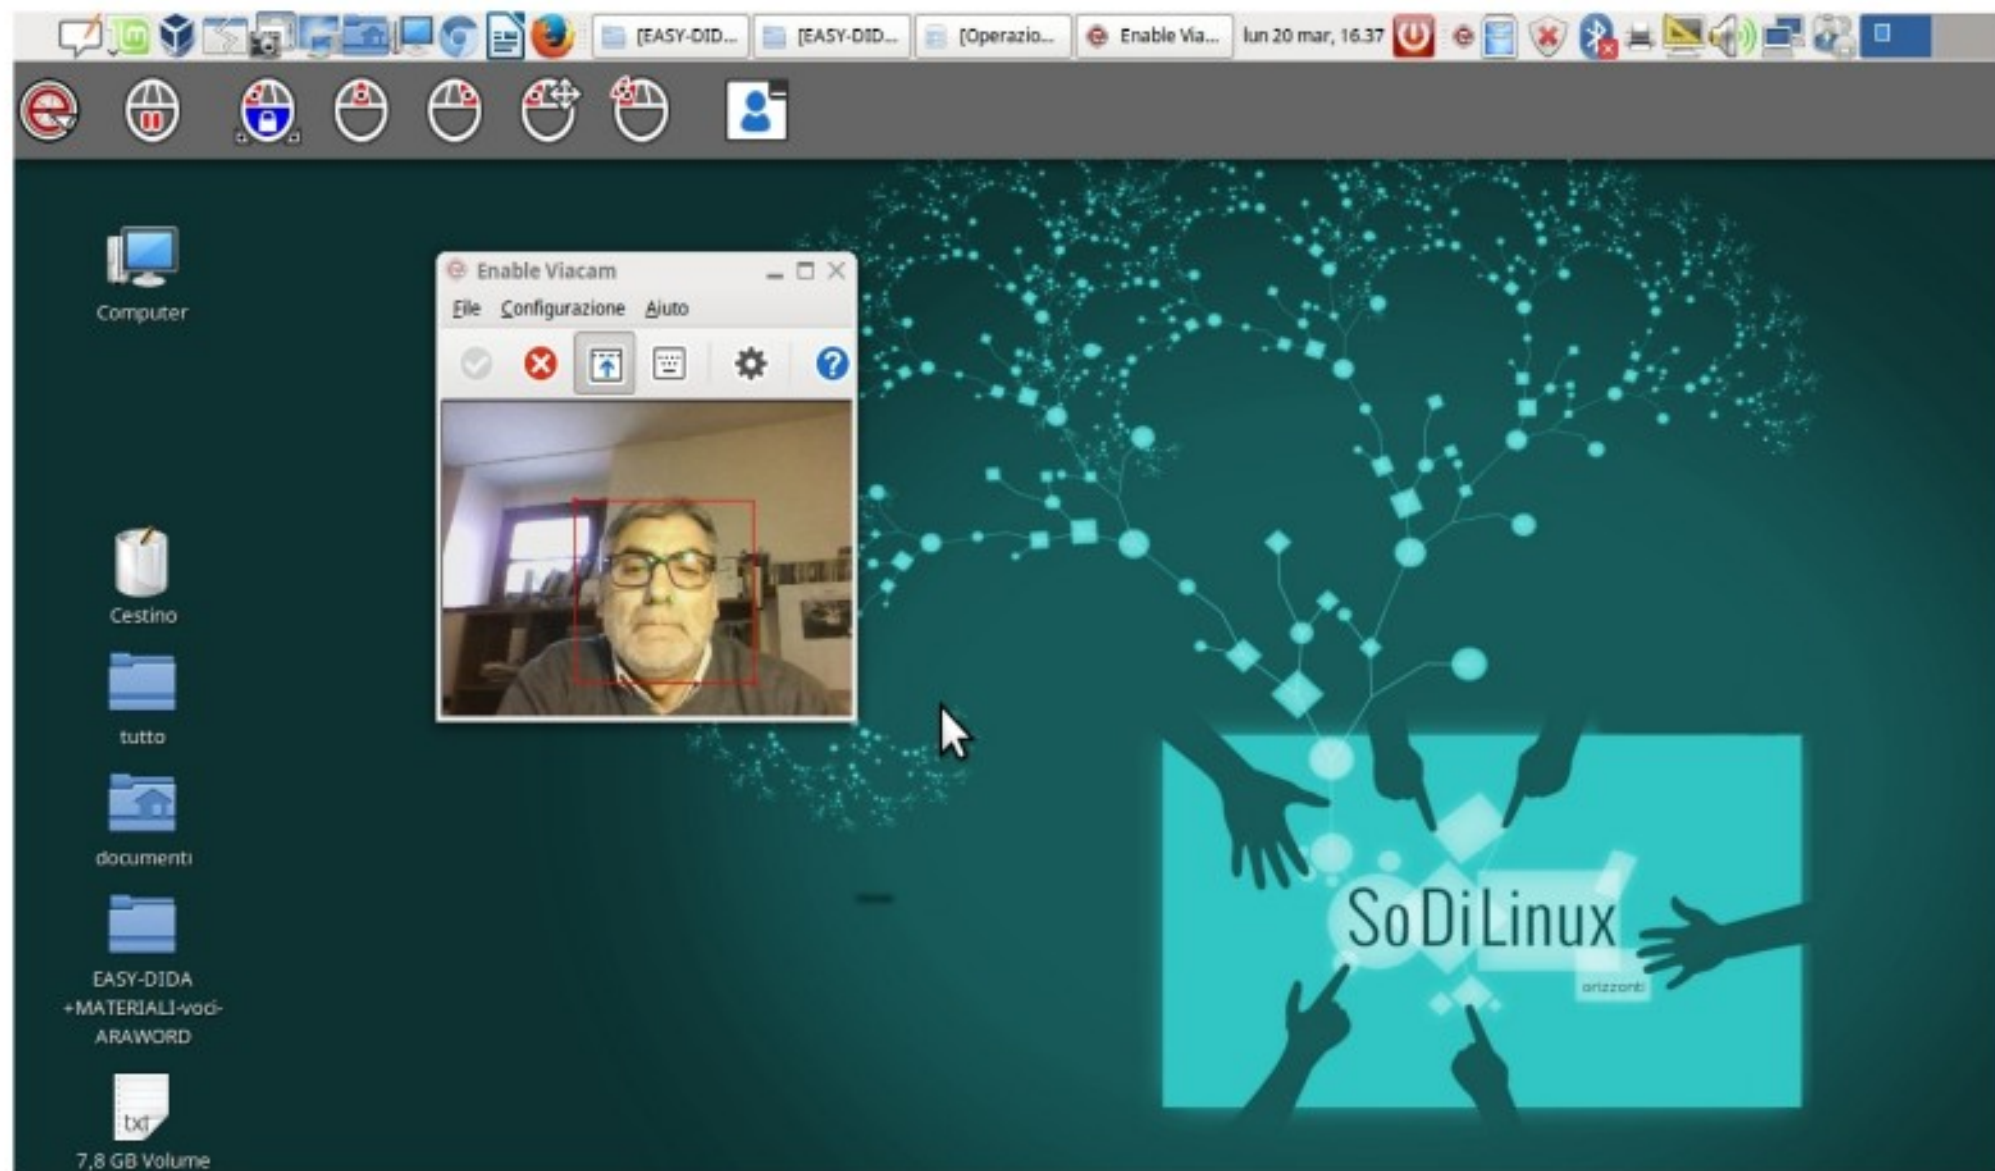 [EASY-DID...
[EASY-DID...
[Operazio...
Enable Via...
lun 20 mar, 16.37
Computer
Enable Viacam
File Configurazione Aiuto
Cestino
tutto
documenti
EASY-DIDA
+MATERIALI-voci-
ARAWORD
SoDiLinux
orizzonti
txt
7,8 GB Volume